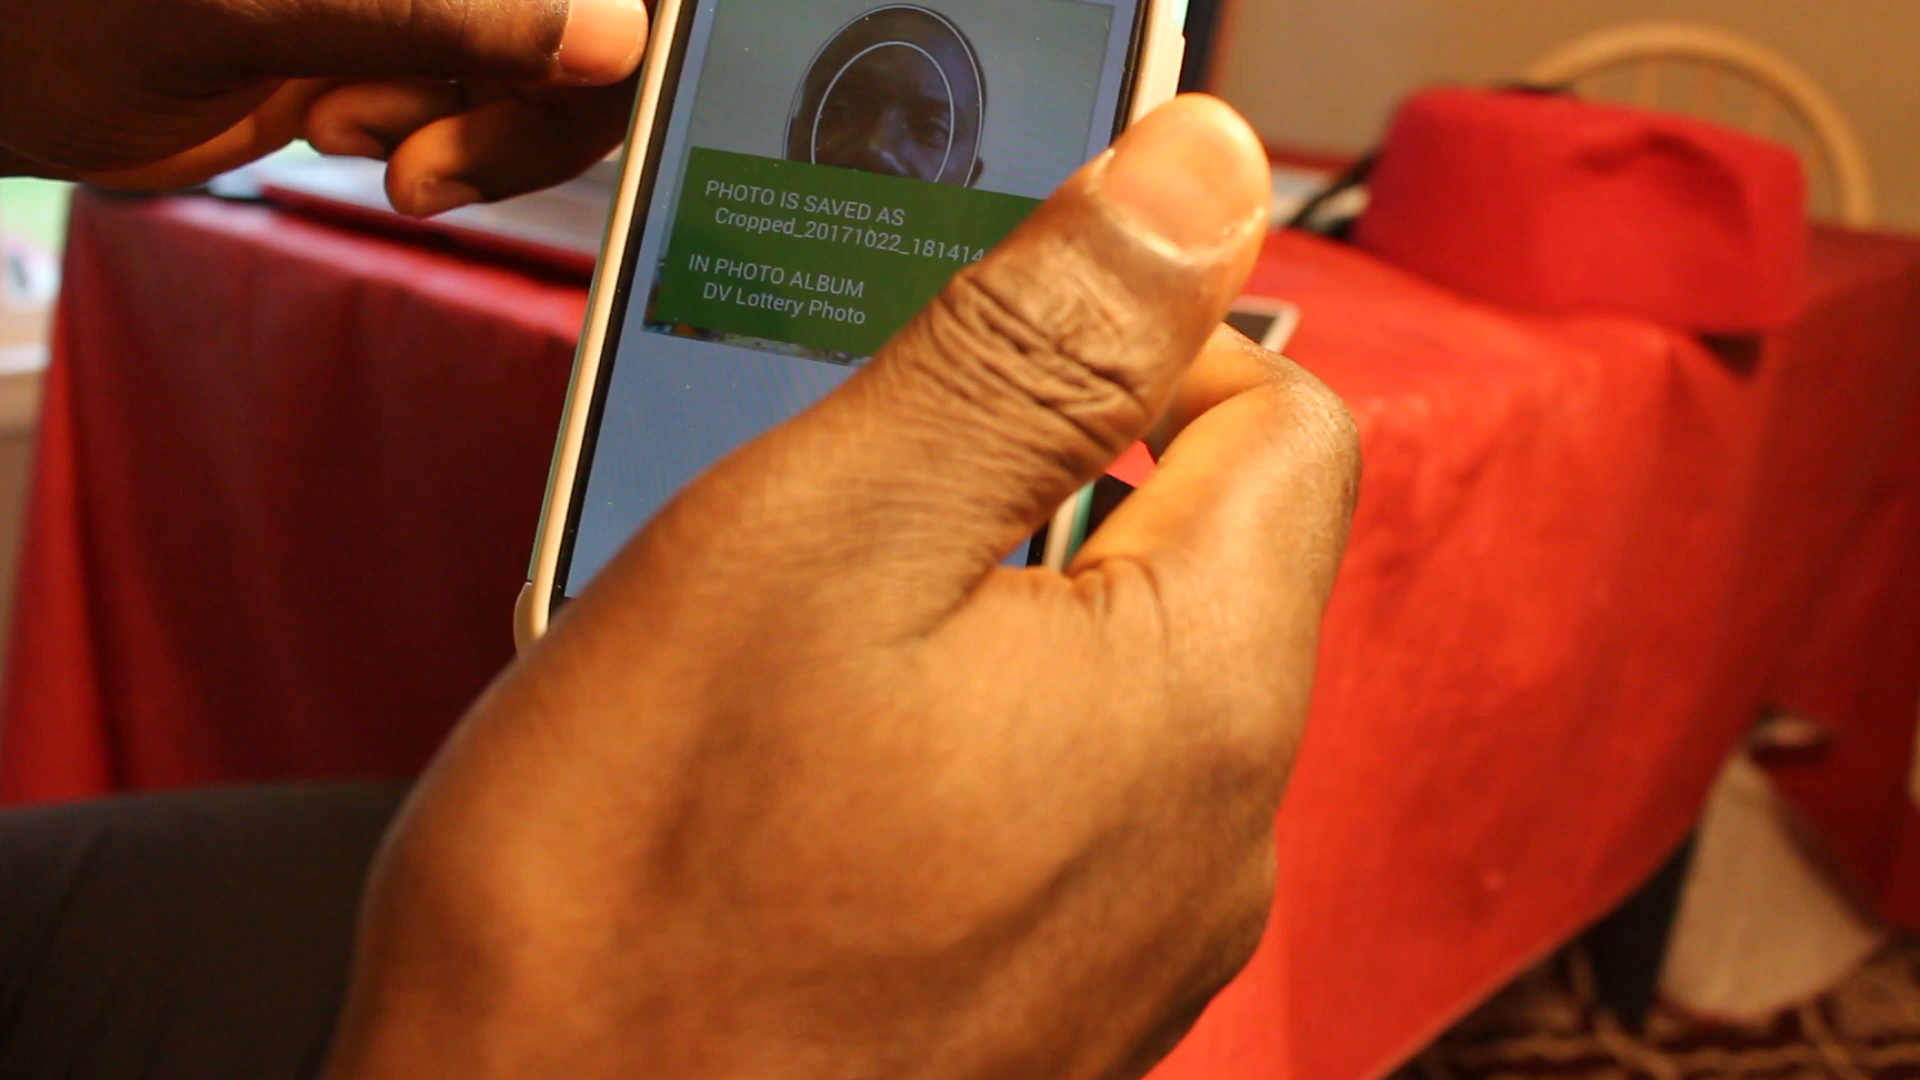 PHOTO IS SAVED AS
Cropped_20171022_181414
IN PHOTO ALBUM
DV Lottery Photo